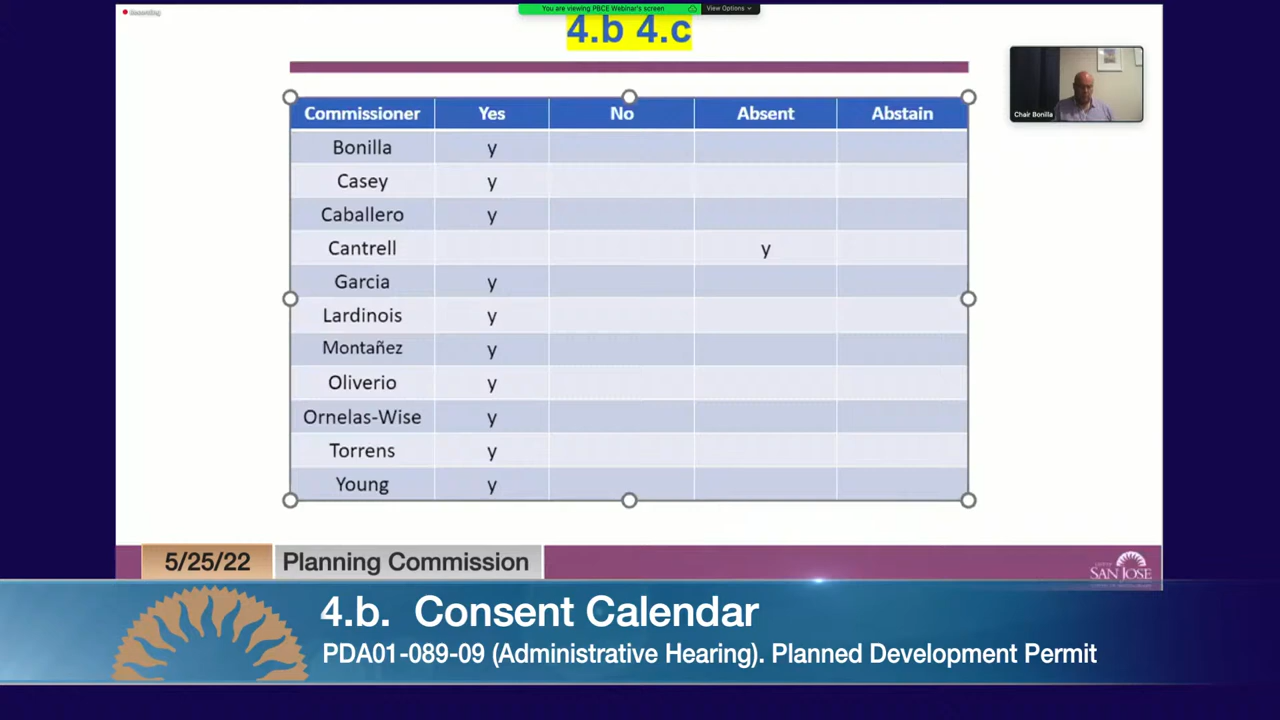 Recording
You are viewing PBCE Webinar's screen
View Options
4.b 4.c
Chair Bonilla
Commissioner Yes No Absent Abstain
Bonilla y
Casey y
Caballero y
Cantrell y
Garcia y
Lardinois y
Montañez y
Oliverio y
Ornelas-Wise y
Torrens y
Young y
5/25/22 Planning Commission
SAN JOSE
4.b. Consent Calendar
PDA01-089-09 (Administrative Hearing). Planned Development Permit